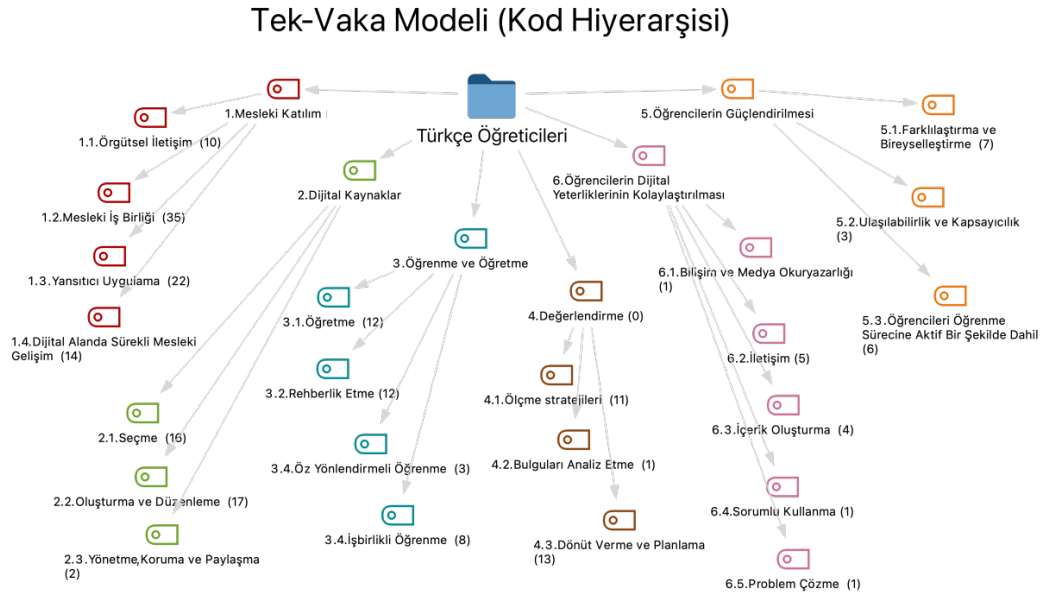 Tek-Vaka Modeli (Kod Hiyerarşisi)
Türkçe Öğreticileri
1.Mesleki Katılım
1.1.Örgütsel İletişim (10)
1.2.Mesleki İş Birliği (35)
1.3.Yansıtıcı Uygulama (22)
1.4.Dijital Alanda Sürekli Mesleki
Gelişim (14)
2.Dijital Kaynaklar
2.1.Seçme (16)
2.2.Oluşturma ve Düzenleme (17)
2.3.Yönetme,Koruma ve Paylaşma
(2)
3.Öğrenme ve Öğretme
3.1.Öğretme (12)
3.2.Rehberlik Etme (12)
3.4.Öz Yönlendirmeli Öğrenme (3)
3.4.İşbirlikli Öğrenme (8)
4.Değerlendirme (0)
4.1.Ölçme stratejileri (11)
4.2.Bulguları Analiz Etme (1)
4.3.Dönüt Verme ve Planlama
(13)
6.Öğrencilerin Dijital
Yeterliklerinin Kolaylaştırılması
6.1.Bilişim ve Medya Okuryazarlığı
(1)
6.2.İletişim (5)
6.3.İçerik Oluşturma (4)
6.4.Sorumlu Kullanma (1)
6.5.Problem Çözme (1)
5.Öğrencilerin Güçlendirilmesi
5.1.Farklılaştırma ve
Bireyselleştirme (7)
5.2.Ulaşılabilirlik ve Kapsayıcılık
(3)
5.3.Öğrencileri Öğrenme
Sürecine Aktif Bir Şekilde Dahil
(6)